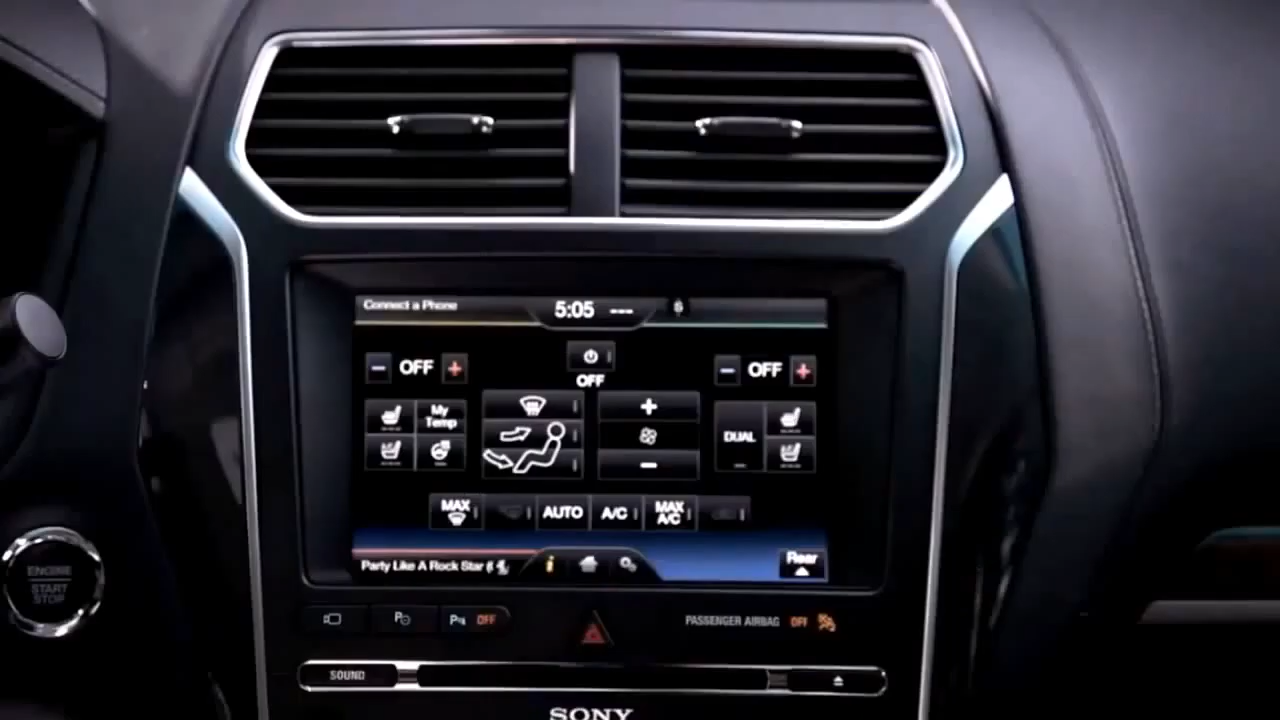 Connect a Phone 5:05 ---
- OFF +
OFF
- OFF +
My
Temp
+
-
DUAL
MAX
AUTO
A/C
MAX
A/C
Party Like A Rock Star
Rear
ENGINE
START
STOP
OFF
PASSENGER AIRBAG OFF
SOUND
SONY